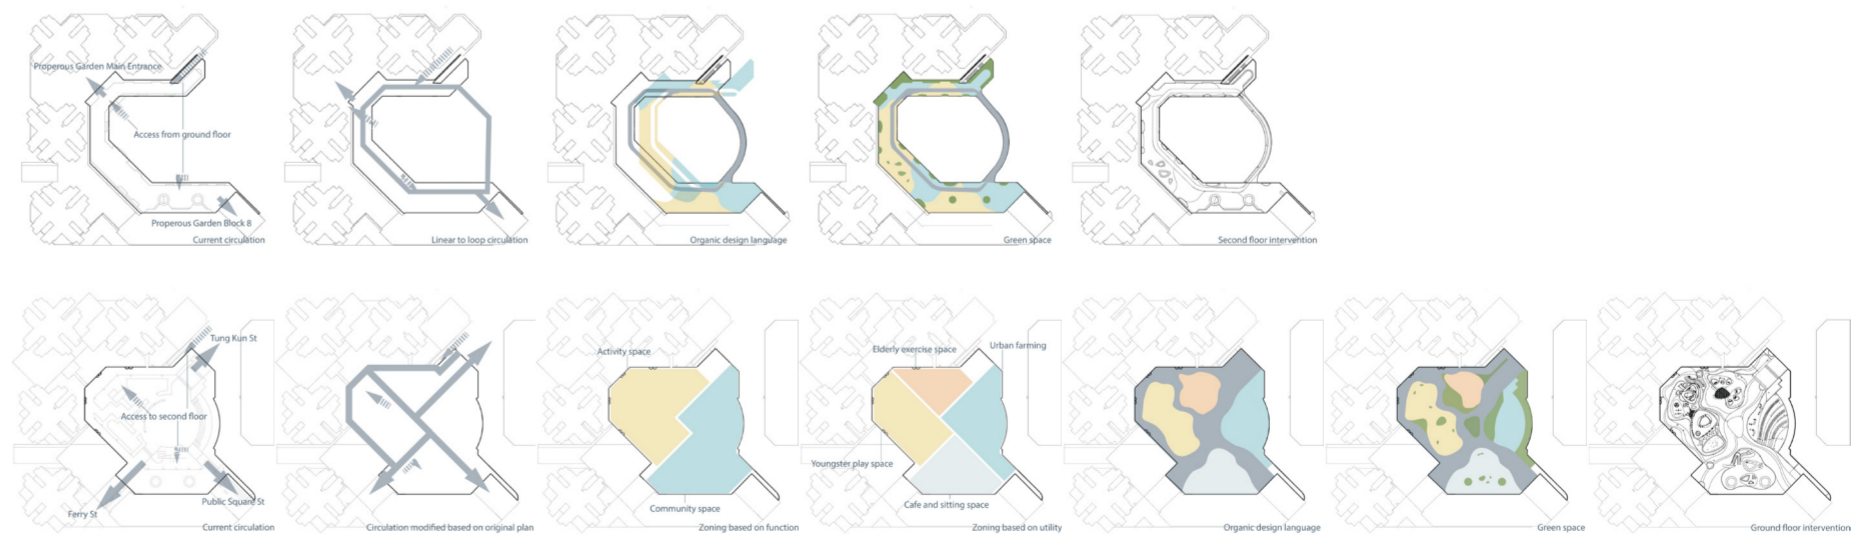 Properous Garden Main Entrance
Access from ground floor
Properous Garden Block 8
Current circulation
Linear to loop circulation
Organic design language
Green space
Second floor intervention
Tung Kun St
Access to second floor
Public Square St
Ferry St
Current circulation
Circulation modified based on original plan
Activity space
Community space
Zoning based on function
Elderly exercise space
Urban farming
Youngster play space
Cafe and sitting space
Zoning based on utility
Organic design language
Green space
Ground floor intervention